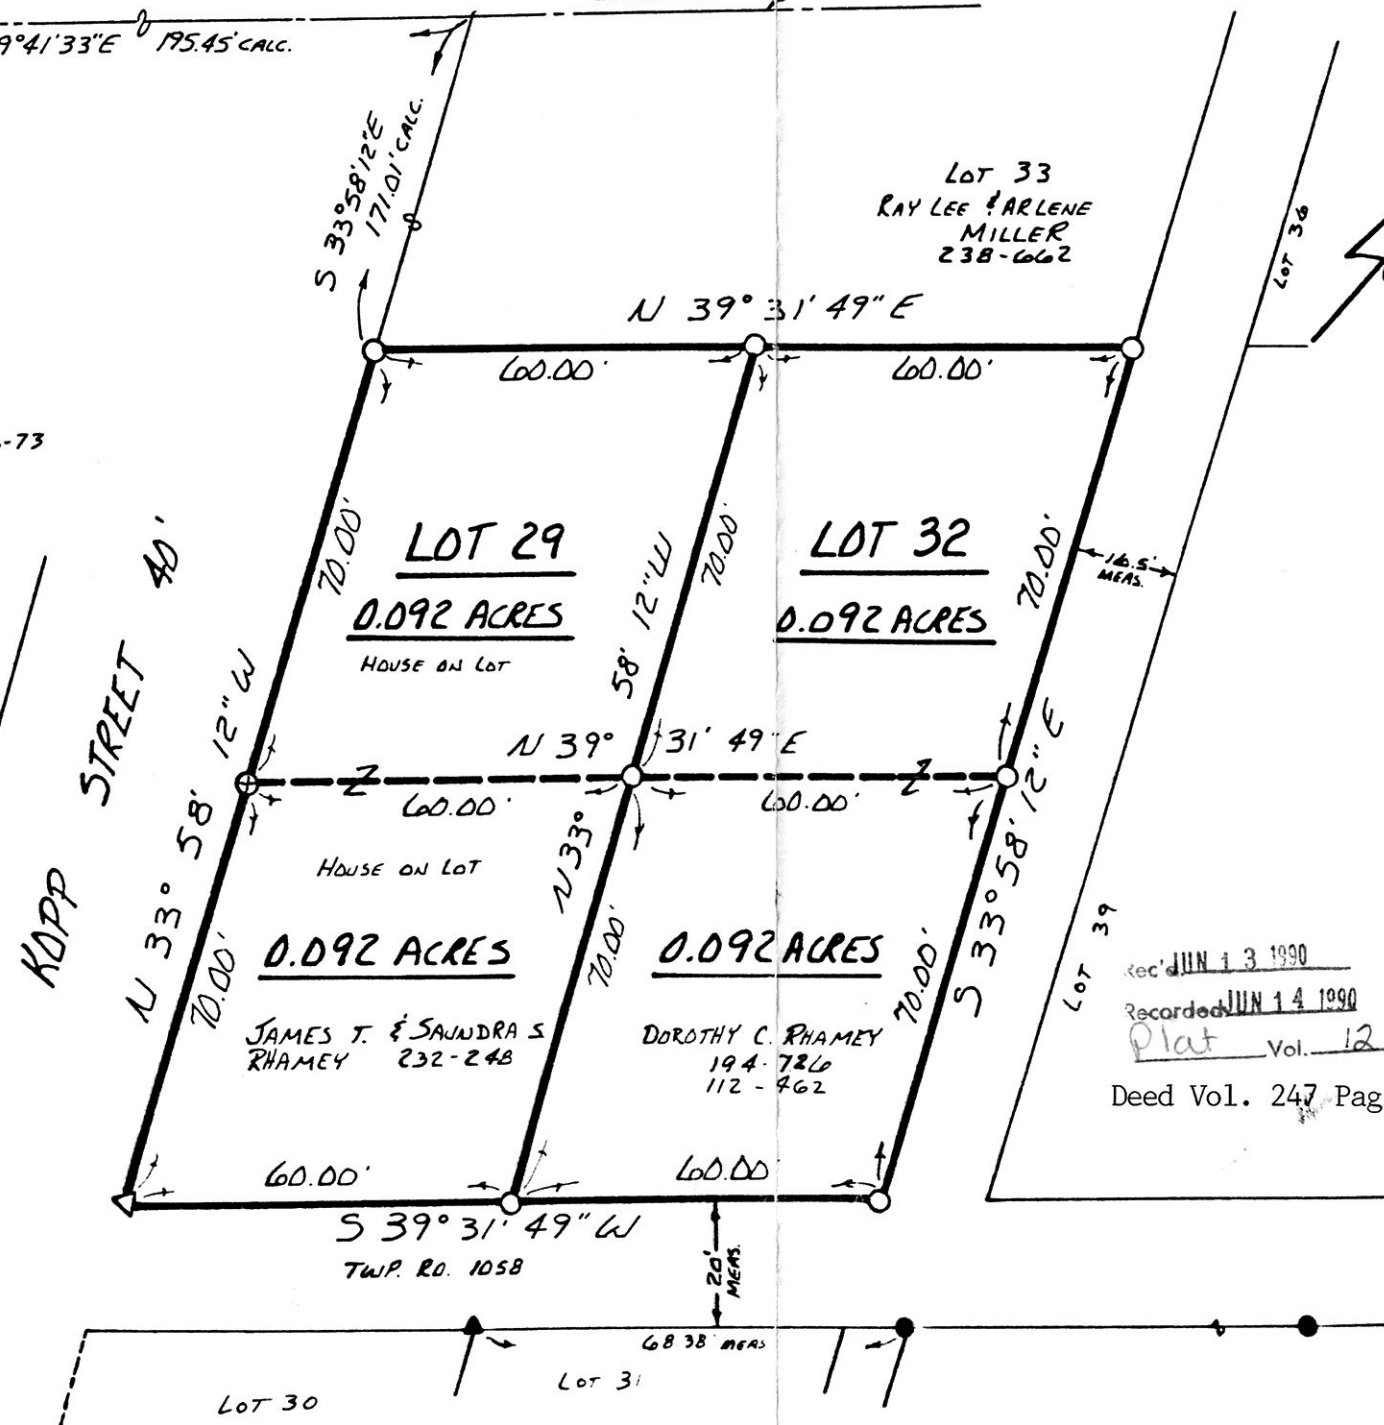 9°41'33"E 195.45' CALC.
S 33°58'12"E
171.01' CALC.
LOT 33
RAY LEE & ARLENE
MILLER
238-662
LOT 36
N 39° 31' 49" E
60.00'
60.00'
-73
70.00'
LOT 29
0.092 ACRES
HOUSE ON LOT
70.00'
LOT 32
0.092 ACRES
70.00'
16.5'
MEAS.
KOPP STREET 40'
N 33° 58' 12" W
N 33° 58' 12" W
N 39° 31' 49" E
60.00'
60.00'
S 33° 58' 12" E
HOUSE ON LOT
0.092 ACRES
70.00'
JAMES T. & SAUNDRA S
RHAMEY 232-248
70.00'
0.092 ACRES
DOROTHY C. RHAMEY
194-726
112-462
70.00'
LOT 39
Rec'd JUN 13 1990
Recorded JUN 14 1990
Plat Vol. 12
Deed Vol. 247 Pag
60.00'
60.00'
S 39° 31' 49" W
TWP. RD. 1058
20'
MEAS.
68.38' MEAS
LOT 30
LOT 31